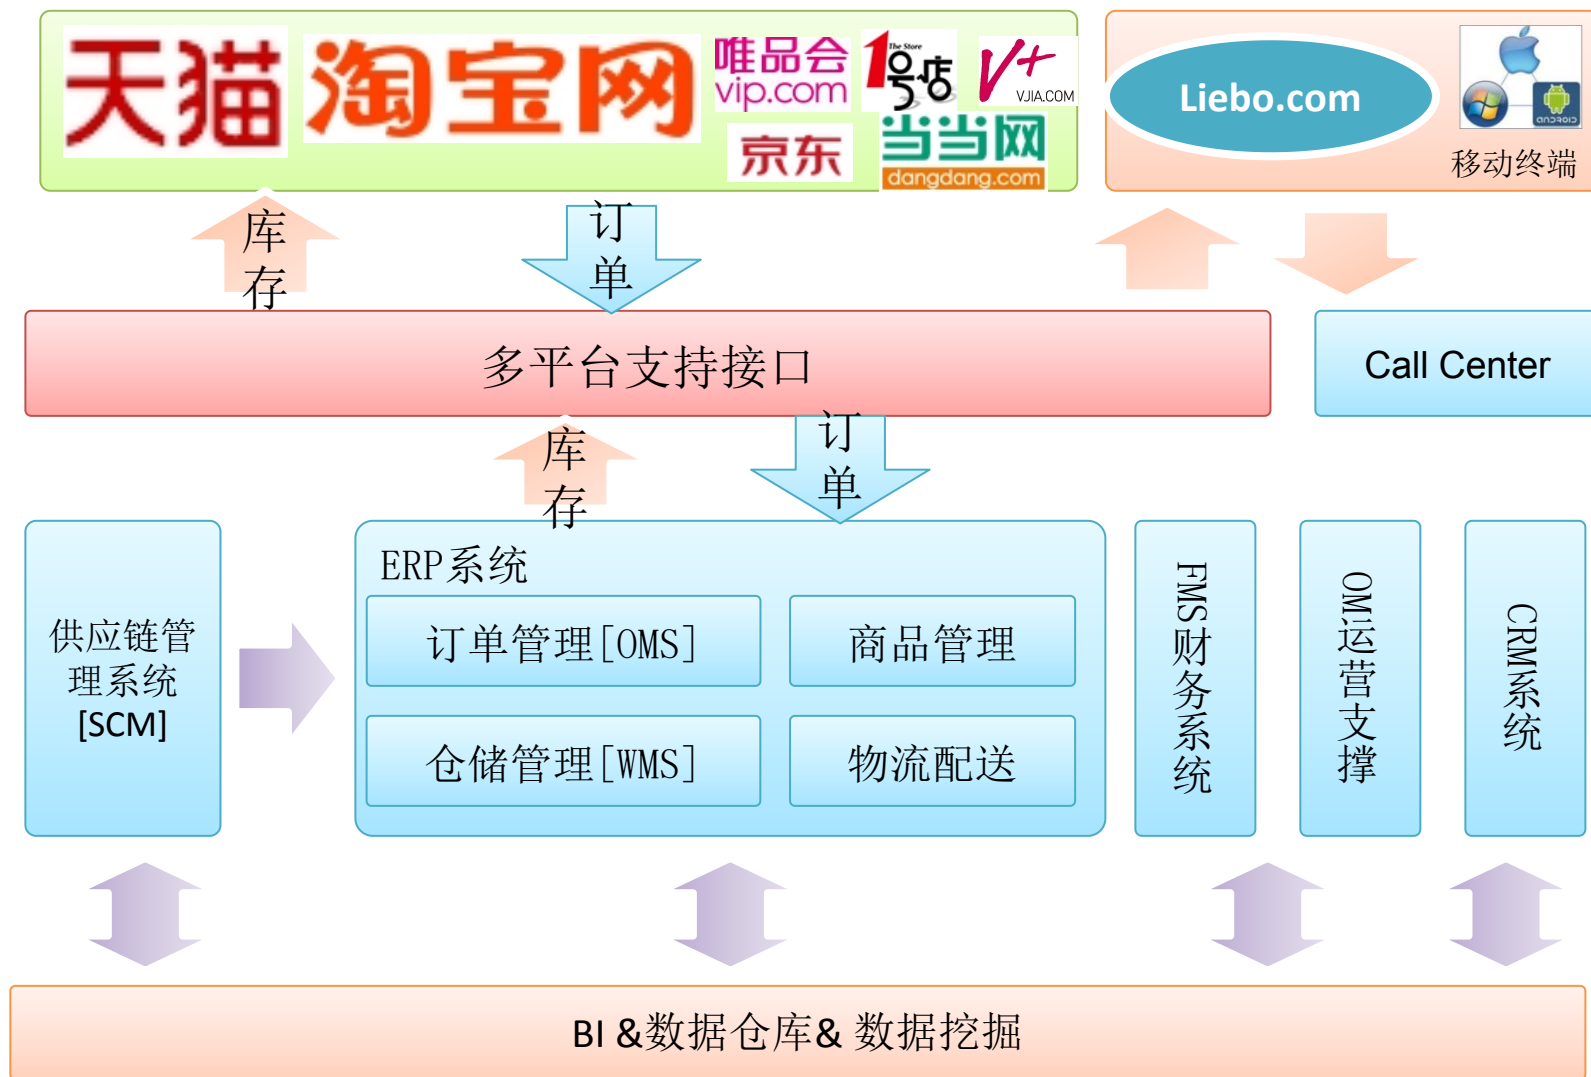 天猫
淘宝网
唯品会
vip.com
The Store
1号店
V+
VJIA.COM
京东
当当网
dangdang.com
Liebo.com
android
移动终端
库
存
订
单
多平台支持接口
Call Center
库
存
订
单
供应链管
理系统
[SCM]
ERP系统
订单管理[OMS]
商品管理
仓储管理[WMS]
物流配送
FMS财务系统
OM运营支撑
CRM系统
BI &数据仓库& 数据挖掘